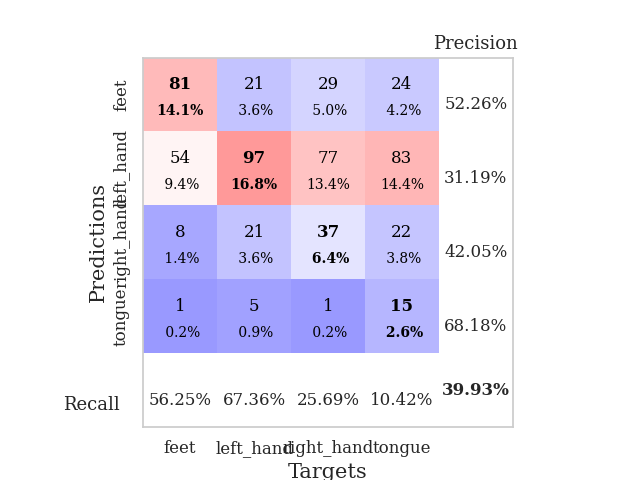 Precision
feet 81 21 29 24 52.26%
14.1% 3.6% 5.0% 4.2%
left_hand 54 97 77 83 31.19%
9.4% 16.8% 13.4% 14.4%
Predictions
right_hand 8 21 37 22 42.05%
1.4% 3.6% 6.4% 3.8%
tongue 1 5 1 15 68.18%
0.2% 0.9% 0.2% 2.6%
Recall 56.25% 67.36% 25.69% 10.42% 39.93%
feet left_hand right_hand tongue
Targets